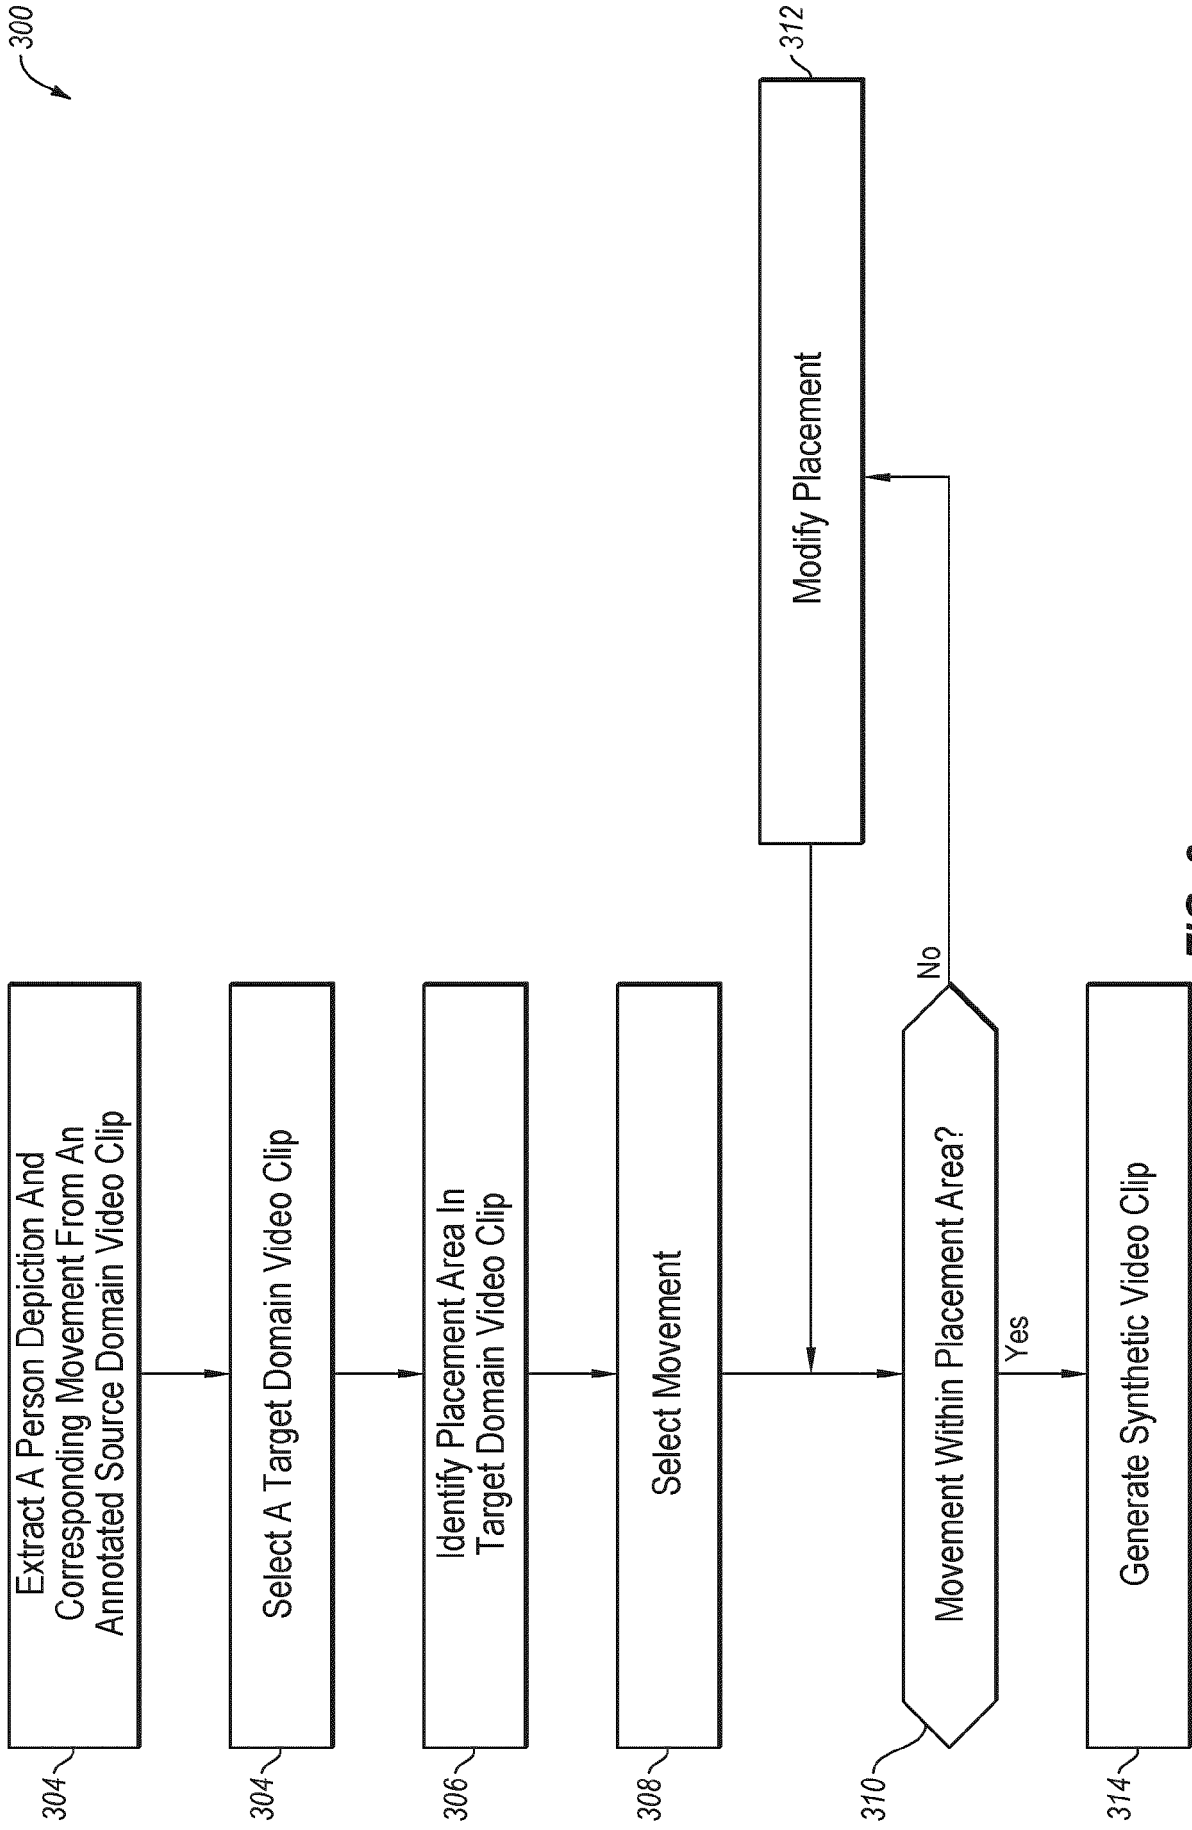 300
304
Extract A Person Depiction And
Corresponding Movement From An
Annotated Source Domain Video Clip
304
Select A Target Domain Video Clip
306
Identify Placement Area In
Target Domain Video Clip
308
Select Movement
312
Modify Placement
310
Movement Within Placement Area?
No
Yes
314
Generate Synthetic Video Clip